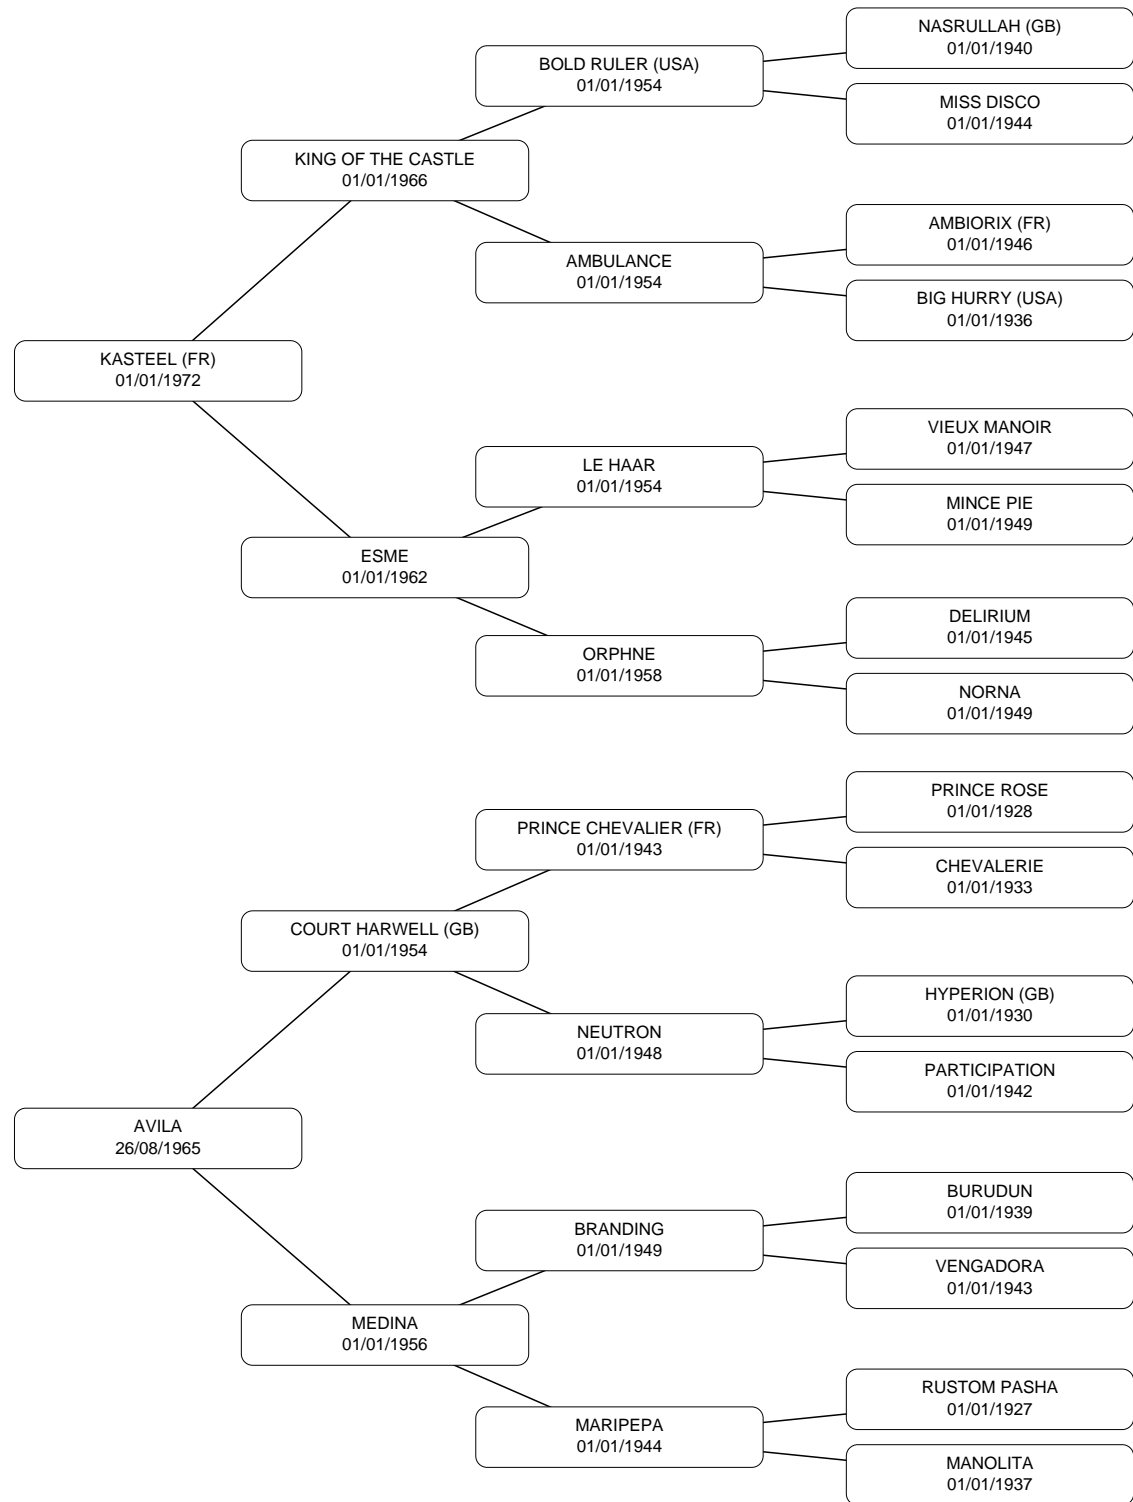 NASRULLAH (GB)
01/01/1940
BOLD RULER (USA)
01/01/1954
MISS DISCO
01/01/1944
KING OF THE CASTLE
01/01/1966
AMBIORIX (FR)
01/01/1946
AMBULANCE
01/01/1954
BIG HURRY (USA)
01/01/1936
KASTEEL (FR)
01/01/1972
VIEUX MANOIR
01/01/1947
LE HAAR
01/01/1954
MINCE PIE
01/01/1949
ESME
01/01/1962
DELIRIUM
01/01/1945
ORPHNE
01/01/1958
NORNA
01/01/1949
PRINCE ROSE
01/01/1928
PRINCE CHEVALIER (FR)
01/01/1943
CHEVALERIE
01/01/1933
COURT HARWELL (GB)
01/01/1954
HYPERION (GB)
01/01/1930
NEUTRON
01/01/1948
PARTICIPATION
01/01/1942
AVILA
26/08/1965
BURUDUN
01/01/1939
BRANDING
01/01/1949
VENGADORA
01/01/1943
MEDINA
01/01/1956
RUSTOM PASHA
01/01/1927
MARIPEPA
01/01/1944
MANOLITA
01/01/1937